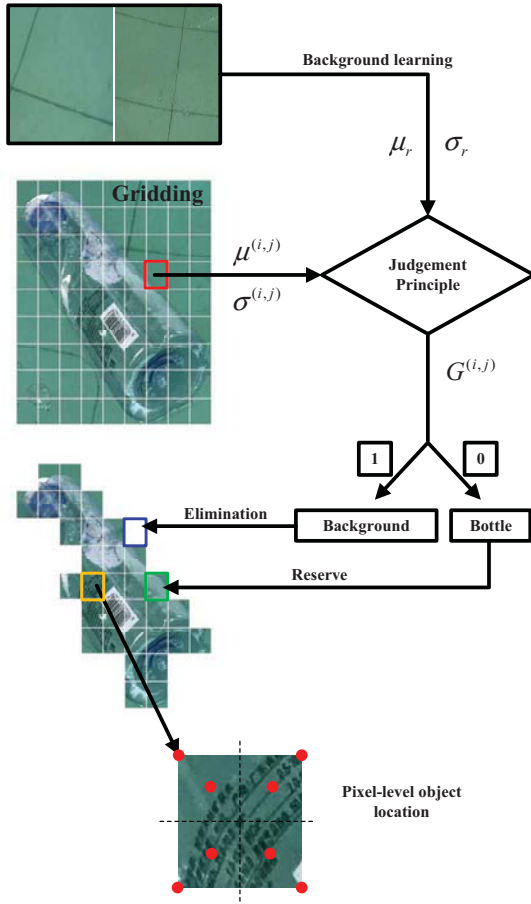 Background learning
μ_r σ_r
Gridding
μ^(i,j)
σ^(i,j)
Judgement
Principle
G^(i,j)
1 0
Elimination
Background Bottle
Reserve
Pixel-level object
location